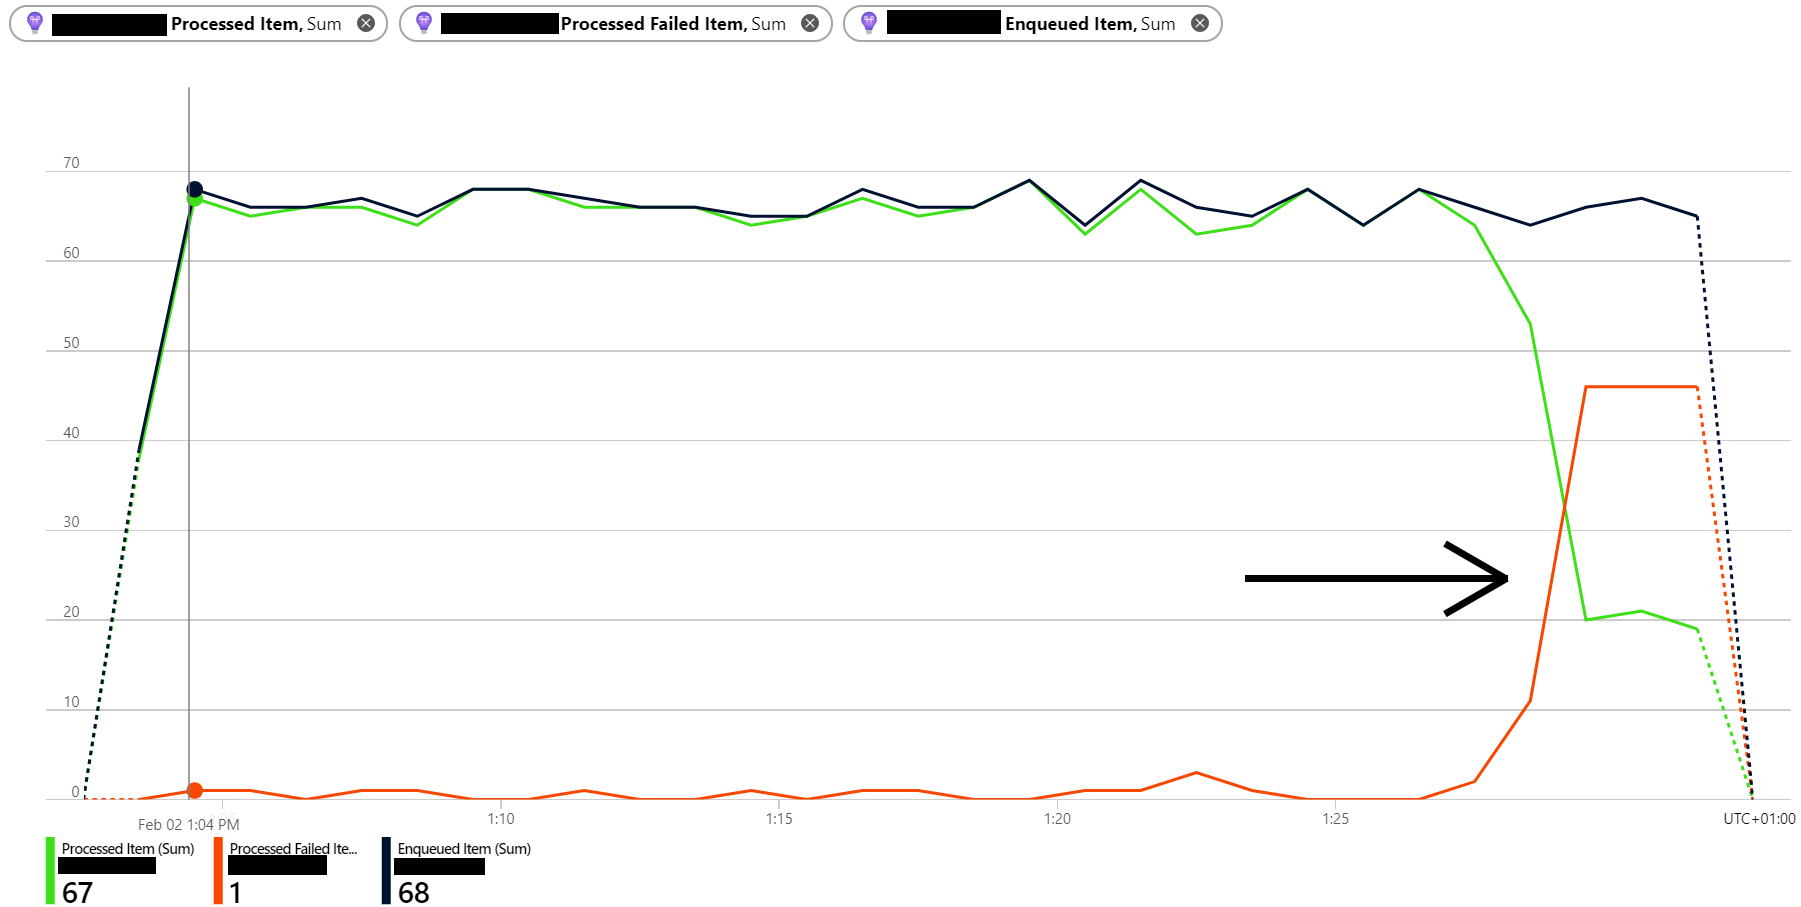 Processed Item, Sum
Processed Failed Item, Sum
Enqueued Item, Sum
70
60
50
40
30
20
10
0
Feb 02 1:04 PM
1:10
1:15
1:20
1:25
UTC+01:00
Processed Item (Sum)
67
Processed Failed Ite...
1
Enqueued Item (Sum)
68